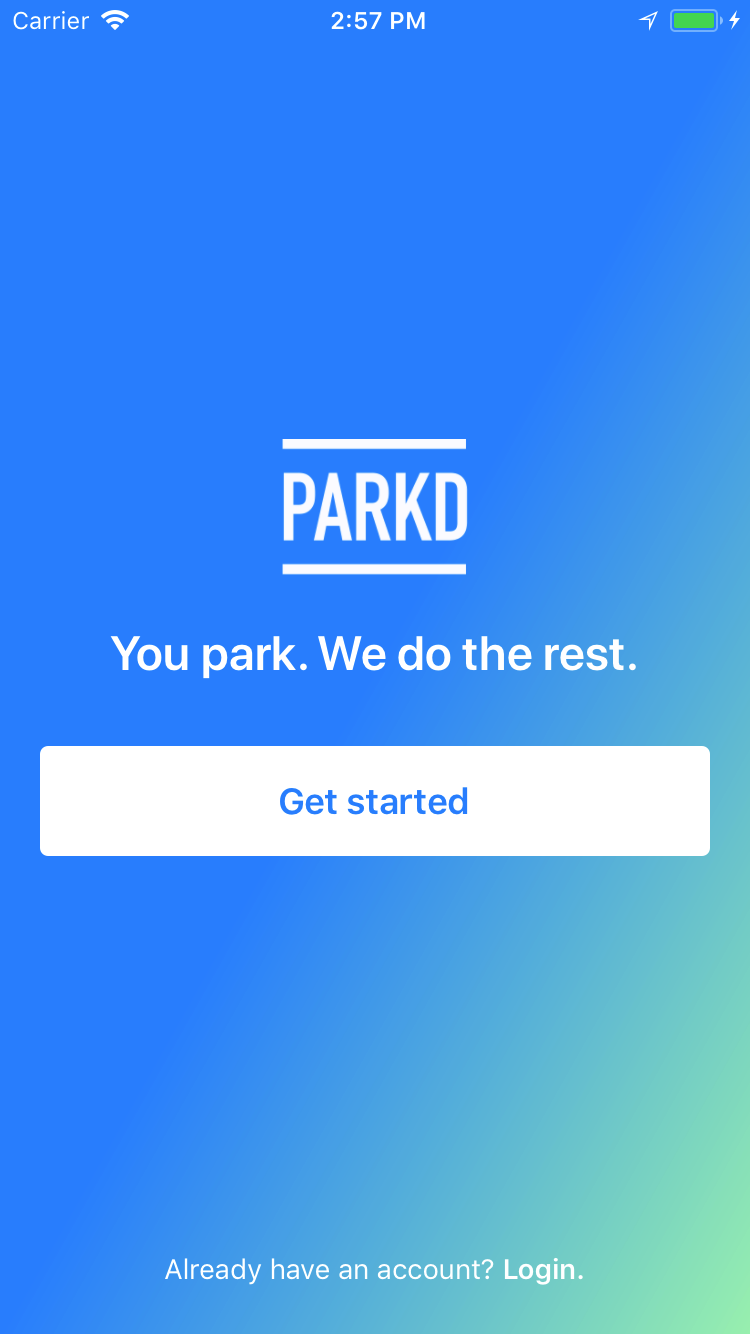 Carrier 2:57 PM
PARKD
You park. We do the rest.
Get started
Already have an account? Login.